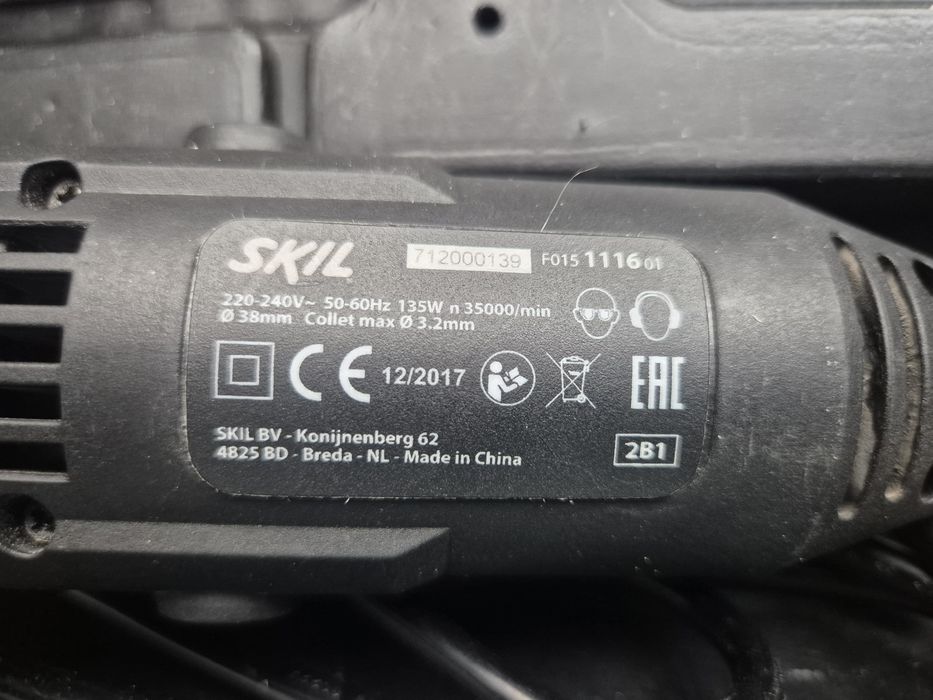 SKIL 712000139 F015 1116 01
220-240V~ 50-60Hz 135W n 35000/min
Ø 38mm Collet max Ø 3.2mm
CE 12/2017 EAC
SKIL BV - Konijnenberg 62
4825 BD - Breda - NL - Made in China
2B1